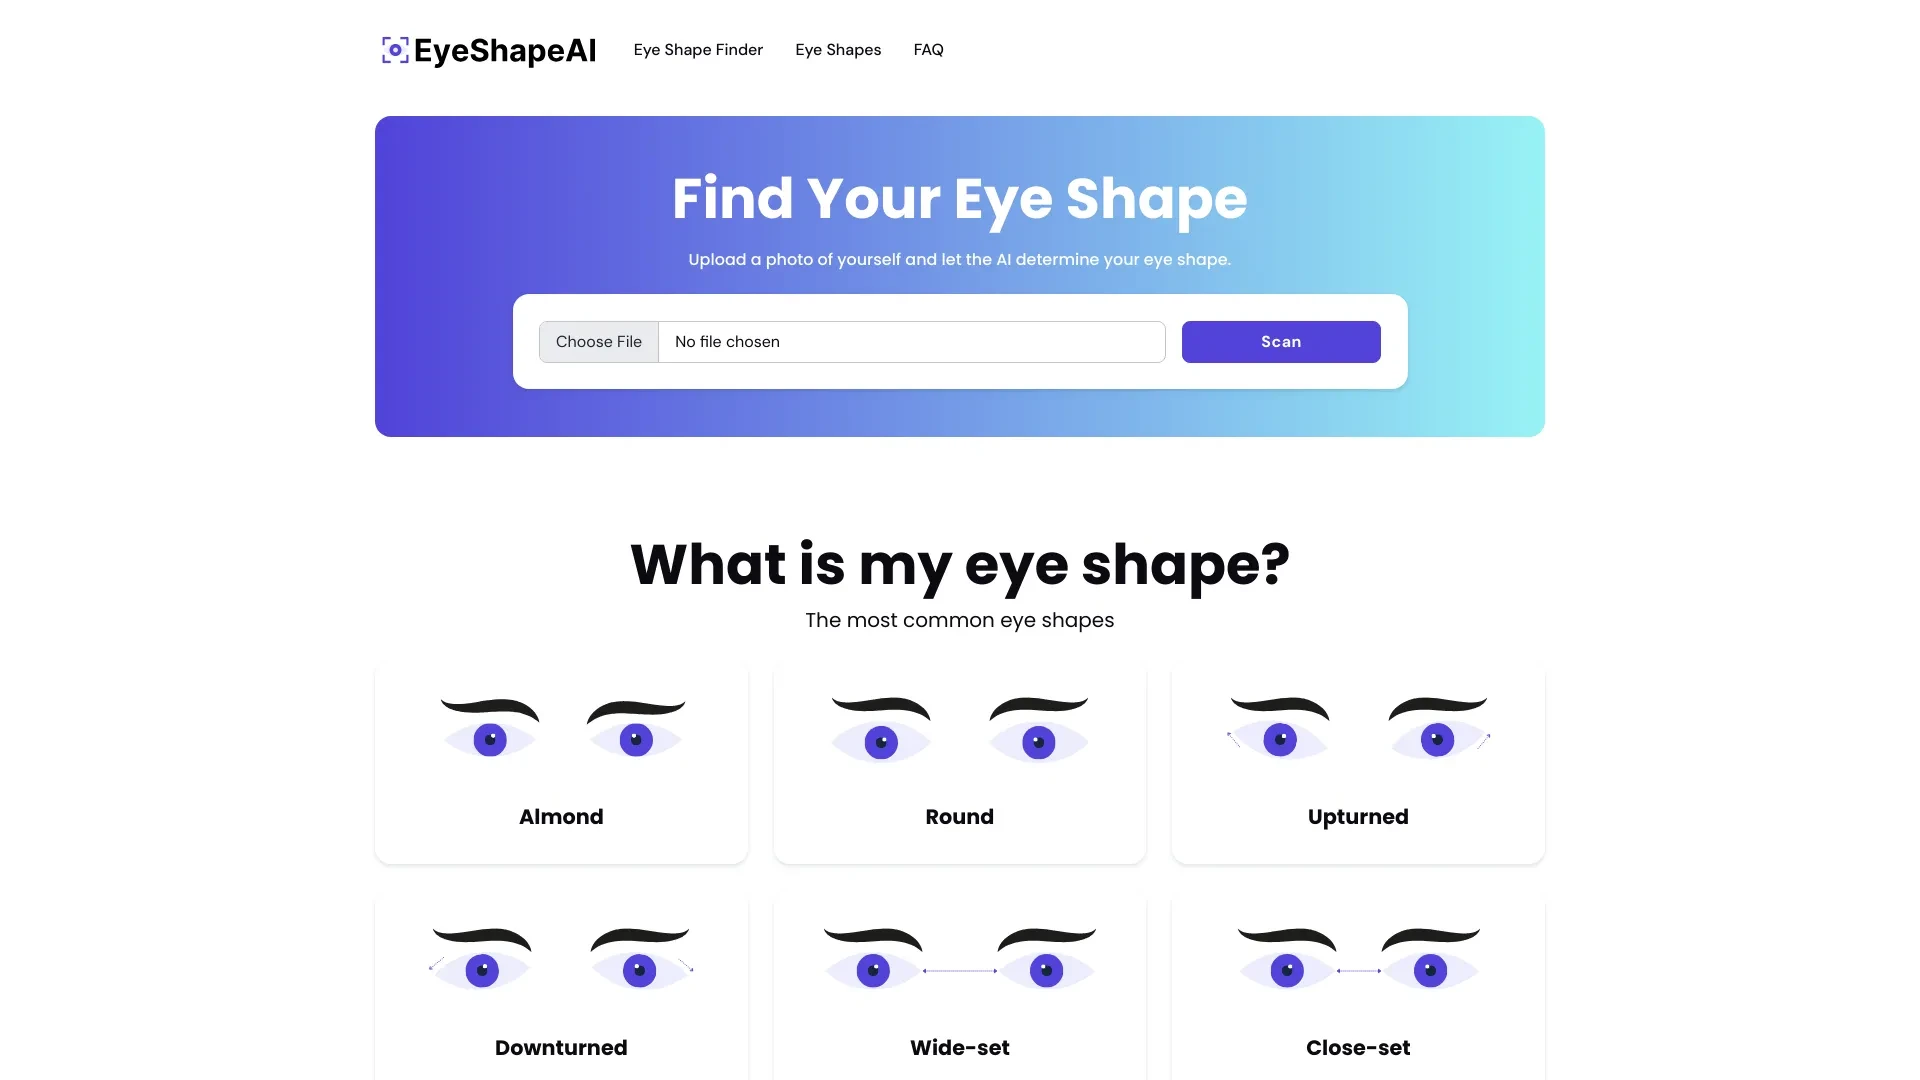 EyeShapeAI
Eye Shape Finder
Eye Shapes
FAQ
Find Your Eye Shape
Upload a photo of yourself and let the AI determine your eye shape.
Choose File
No file chosen
Scan
What is my eye shape?
The most common eye shapes
Almond
Round
Upturned
Downturned
Wide-set
Close-set